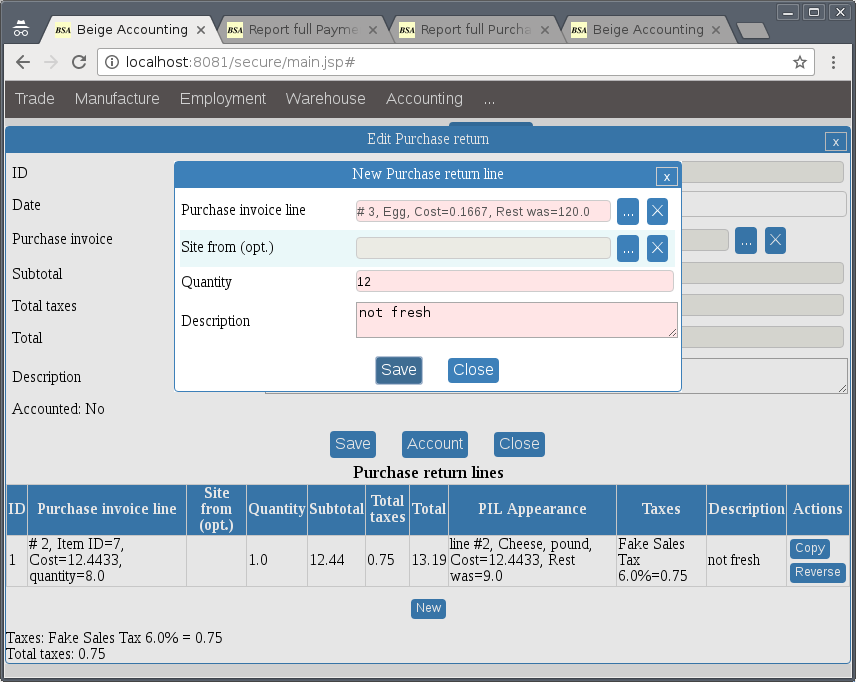 BSA Beige Accounting
BSA Report full Payme
BSA Report full Purcha
BSA Beige Accounting
localhost:8081/secure/main.jsp#
Trade Manufacture Employment Warehouse Accounting ...
Edit Purchase return
x
New Purchase return line
x
ID
Date
Purchase invoice
...
Subtotal
Total taxes
Total
Description
Accounted: No
Purchase invoice line
# 3, Egg, Cost=0.1667, Rest was=120.0
...
Site from (opt.)
...
Quantity
12
Description
not fresh
Save Close
Save Account Close
Purchase return lines
ID Purchase invoice line Site from (opt.) Quantity Subtotal Total taxes Total PIL Appearance Taxes Description Actions
1
# 2, Item ID=7,
Cost=12.4433,
quantity=8.0
1.0
12.44
0.75
13.19
line #2, Cheese, pound,
Cost=12.4433, Rest
was=9.0
Fake Sales
Tax
6.0%=0.75
not fresh
Copy
Reverse
New
Taxes: Fake Sales Tax 6.0% = 0.75
Total taxes: 0.75